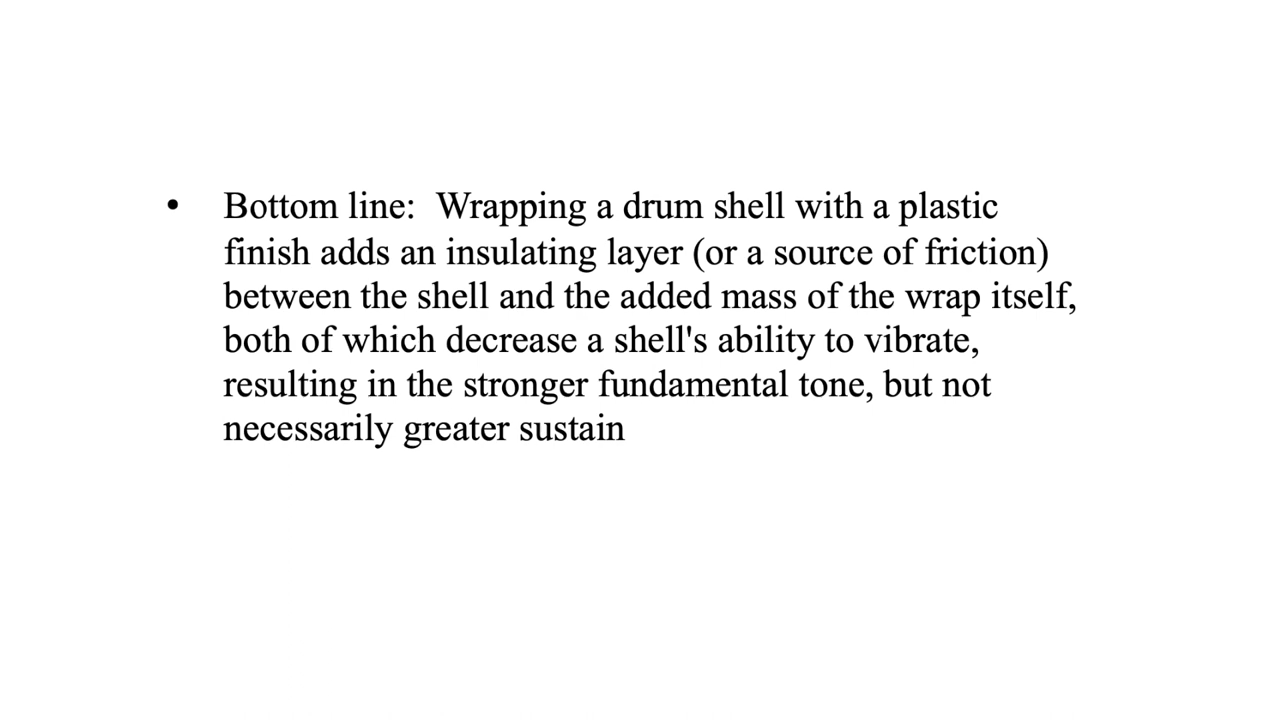 • Bottom line:  Wrapping a drum shell with a plastic
finish adds an insulating layer (or a source of friction)
between the shell and the added mass of the wrap itself,
both of which decrease a shell's ability to vibrate,
resulting in the stronger fundamental tone, but not
necessarily greater sustain